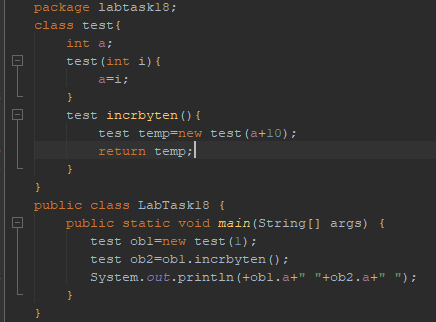 package labtask18;
class test{
int a;
test(int i){
a=i;
}
test incrbyten(){
test temp=new test(a+10);
return temp;
}
}
public class LabTask18 {
public static void main(String[] args) {
test ob1=new test(1);
test ob2=ob1.incrbyten();
System.out.println(+ob1.a+" "+ob2.a+" ");
}
}